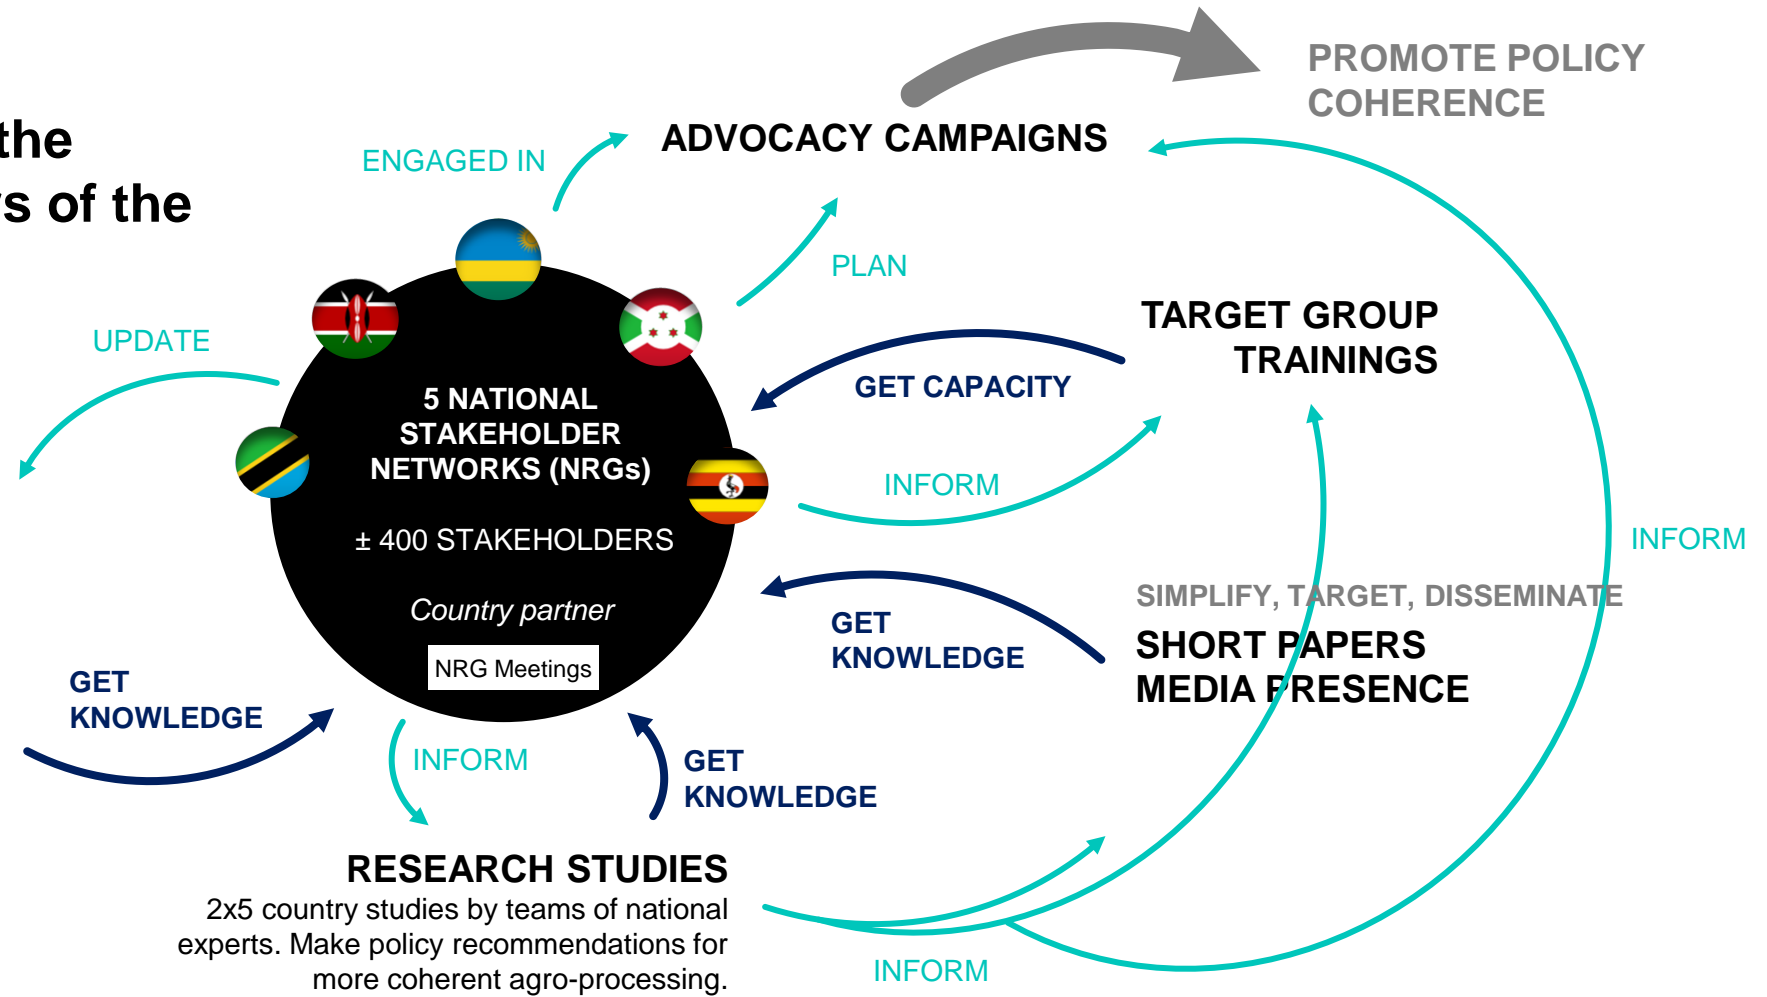 PROMOTE POLICY
COHERENCE
the
s of the
ADVOCACY CAMPAIGNS
ENGAGED IN
PLAN
TARGET GROUP
TRAININGS
UPDATE
GET CAPACITY
5 NATIONAL
STAKEHOLDER
NETWORKS (NRGs)
± 400 STAKEHOLDERS
Country partner
NRG Meetings
INFORM
INFORM
SIMPLIFY, TARGET, DISSEMINATE
SHORT PAPERS
MEDIA PRESENCE
GET
KNOWLEDGE
GET
KNOWLEDGE
INFORM
GET
KNOWLEDGE
RESEARCH STUDIES
2x5 country studies by teams of national
experts. Make policy recommendations for
more coherent agro-processing.
INFORM